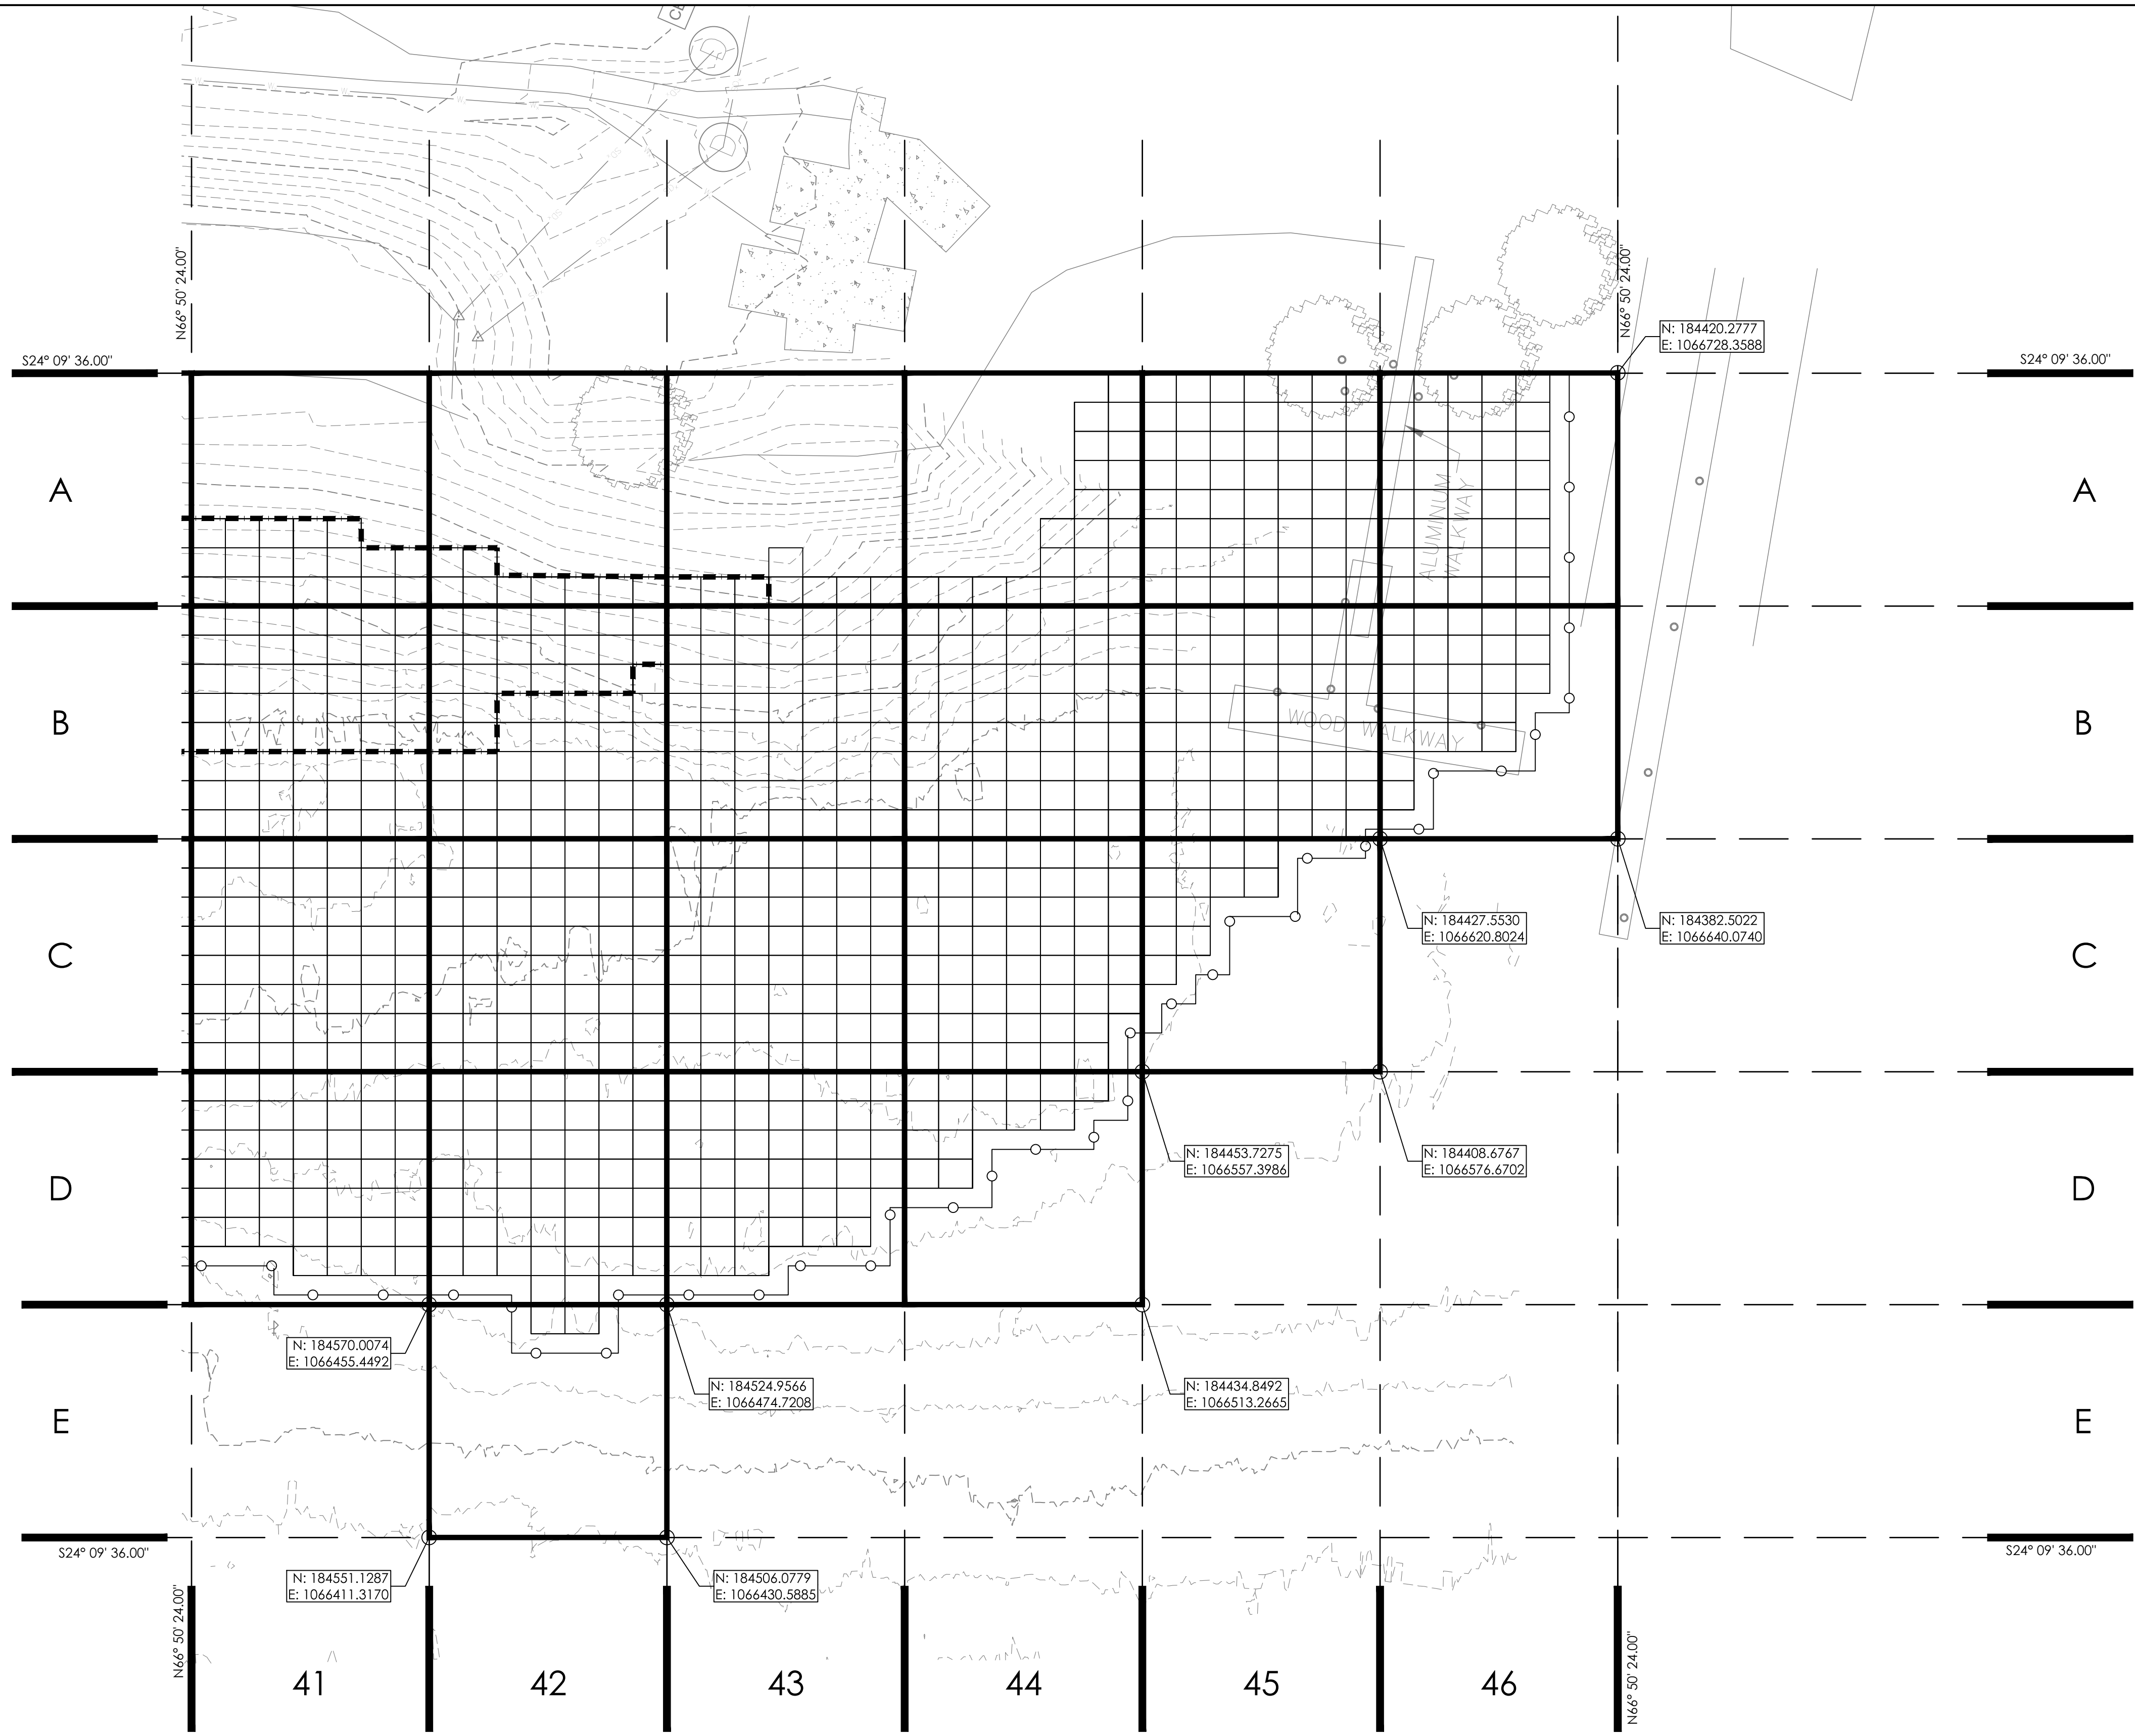 N66° 50' 24.00"
N66° 50' 24.00"
N: 184420.2777
E: 1066728.3588
S24° 09' 36.00"
S24° 09' 36.00"
A
A
ALUMINUM
WALKWAY
B
B
WOOD WALKWAY
N: 184427.5530
E: 1066620.8024
N: 184382.5022
E: 1066640.0740
C
C
N: 184453.7275
E: 1066557.3986
N: 184408.6767
E: 1066576.6702
D
D
N: 184570.0074
E: 1066455.4492
N: 184524.9566
E: 1066474.7208
N: 184434.8492
E: 1066513.2665
E
E
S24° 09' 36.00"
S24° 09' 36.00"
N: 184551.1287
E: 1066411.3170
N: 184506.0779
E: 1066430.5885
N66° 50' 24.00"
N66° 50' 24.00"
41
42
43
44
45
46